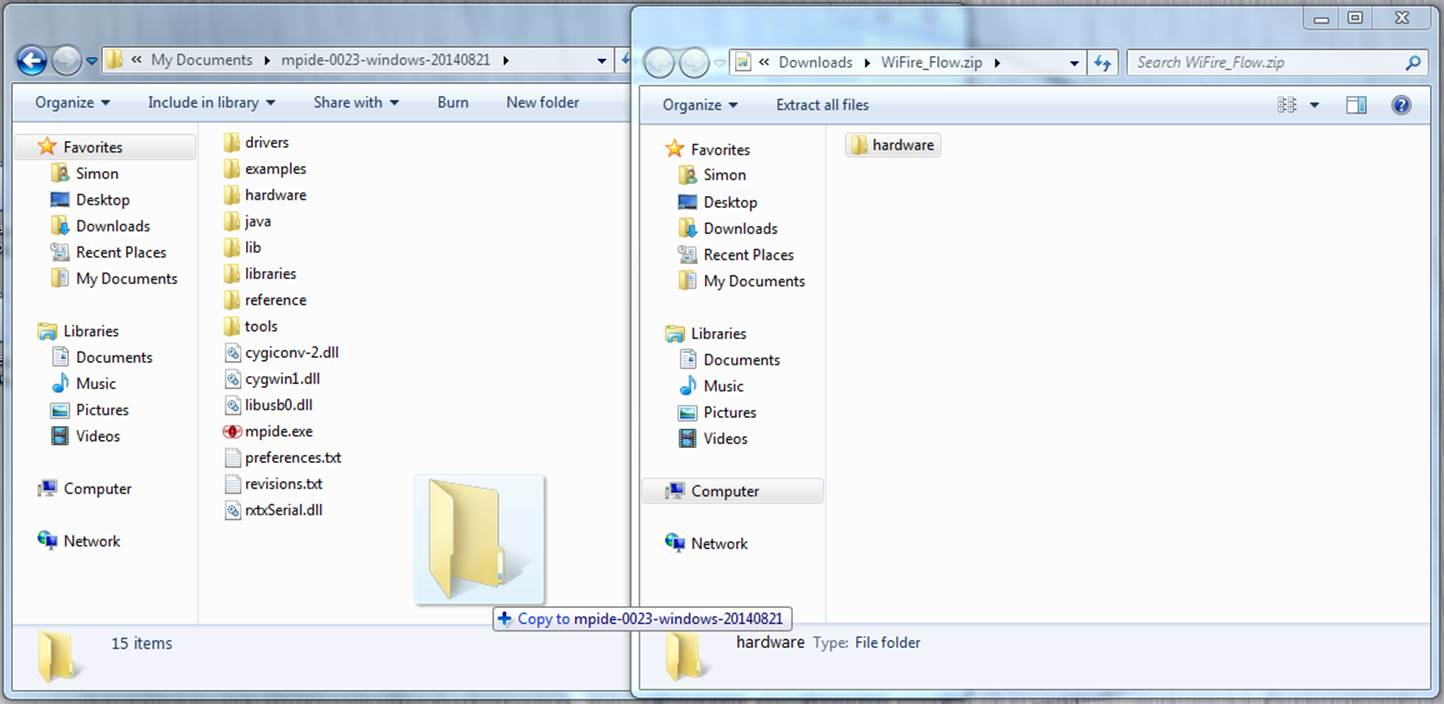 « My Documents mpide-0023-windows-20140821
Organize Include in library Share with Burn New folder
Favorites
Simon
Desktop
Downloads
Recent Places
My Documents
Libraries
Documents
Music
Pictures
Videos
Computer
Network
drivers
examples
hardware
java
lib
libraries
reference
tools
cygiconv-2.dll
cygwin1.dll
libusb0.dll
mpide.exe
preferences.txt
revisions.txt
rxtxSerial.dll
Copy to mpide-0023-windows-20140821
15 items
« Downloads WiFire_Flow.zip
Search WiFire_Flow.zip
Organize Extract all files
Favorites
Simon
Desktop
Downloads
Recent Places
My Documents
Libraries
Documents
Music
Pictures
Videos
Computer
Network
hardware
hardware Type: File folder